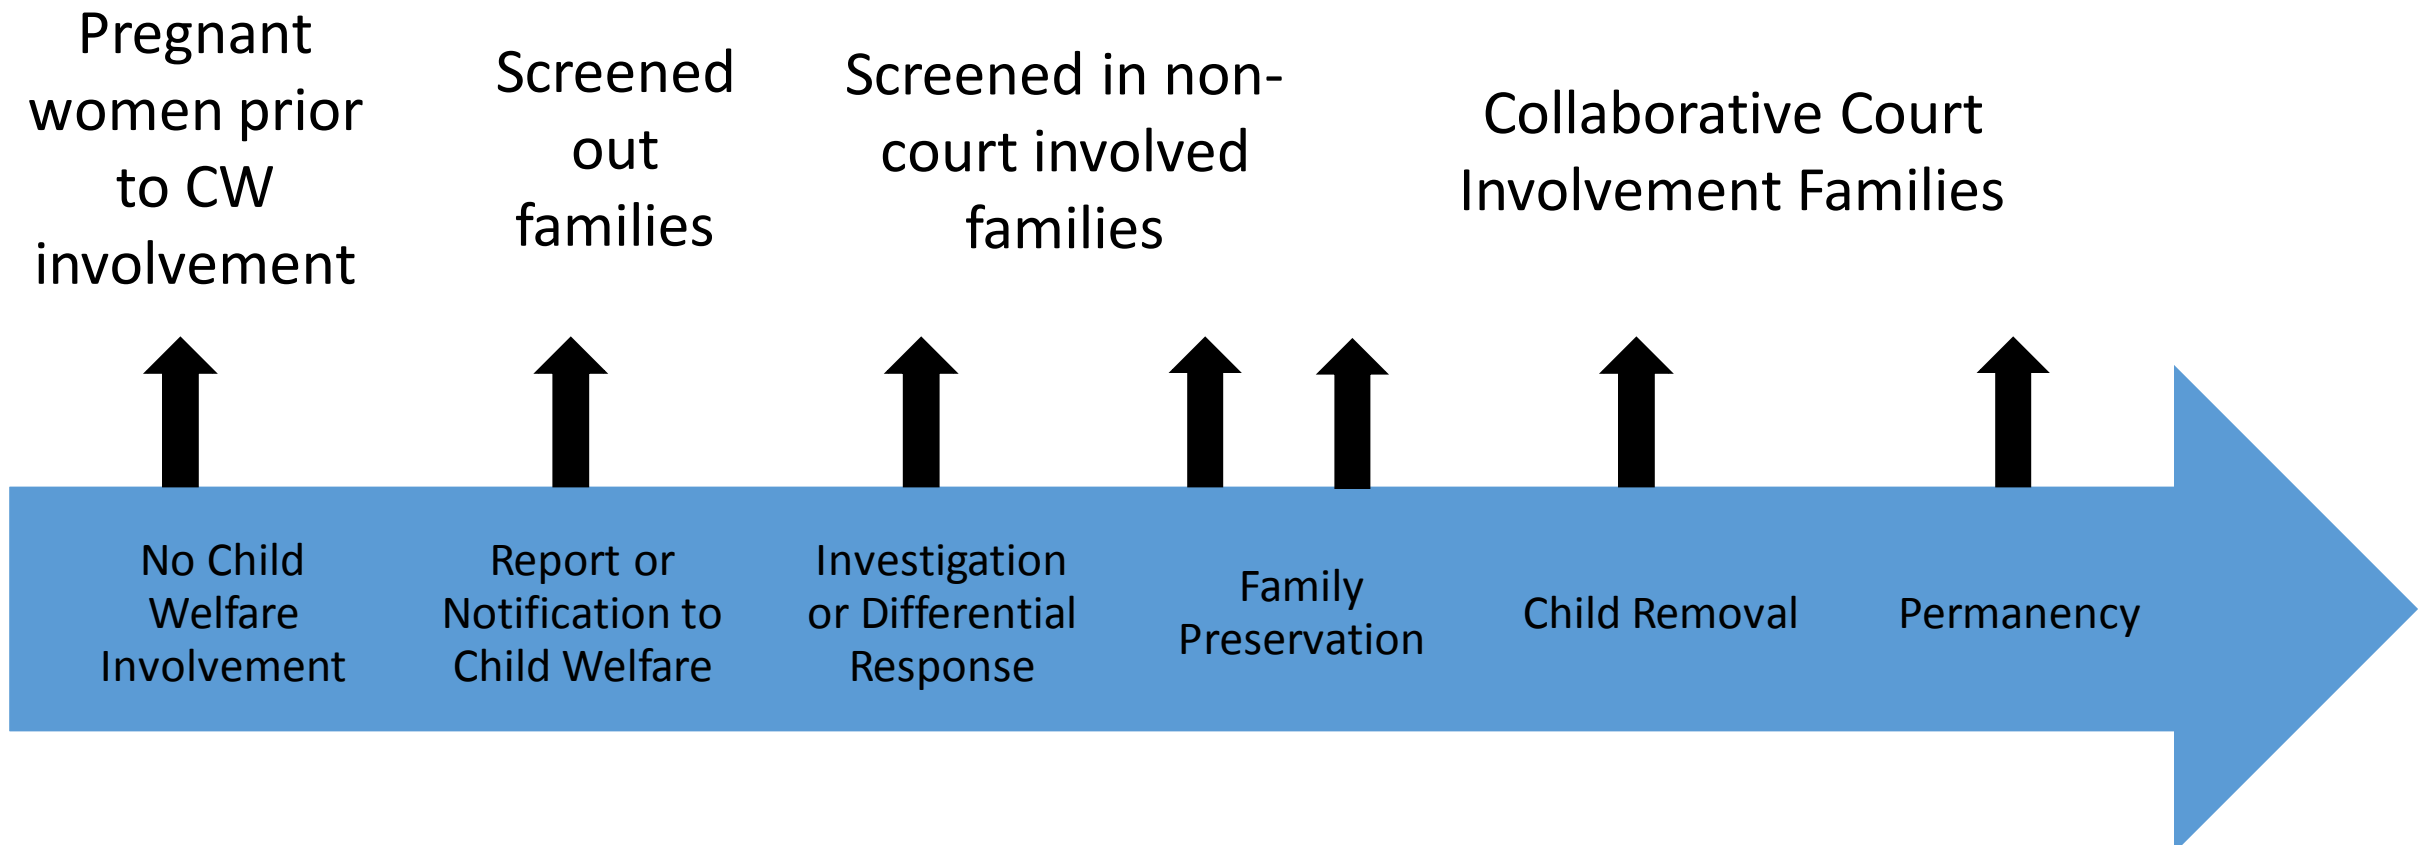 Pregnant
women prior
to CW
involvement
Screened
out
families
Screened in non-
court involved
families
Collaborative Court
Involvement Families
No Child
Welfare
Involvement
Report or
Notification to
Child Welfare
Investigation
or Differential
Response
Family
Preservation
Child Removal
Permanency